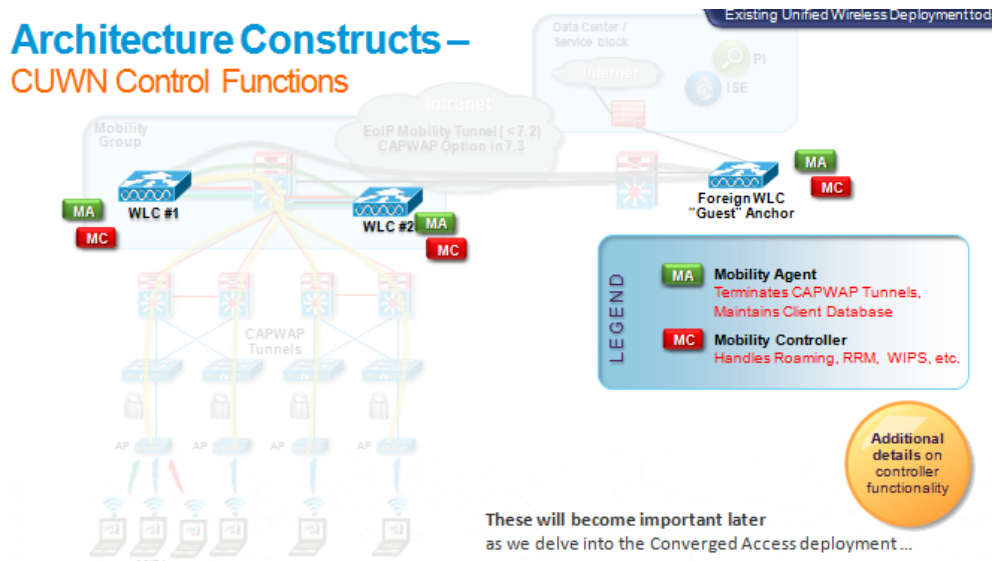 Existing Unified Wireless Deployment tod
Architecture Constructs –
CUWN Control Functions
Data Center /
Service block
Internet
PI
ISE
Intranet
EoIP Mobility Tunnel ( < 7.2)
CAPWAP Option in 7.3
Mobility
Group
MA
MC
WLC #1
WLC #2
MA
MC
MA
MC
Foreign WLC
"Guest" Anchor
LEGEND
MA Mobility Agent
Terminates CAPWAP Tunnels,
Maintains Client Database
MC Mobility Controller
Handles Roaming, RRM, WIPS, etc.
CAPWAP
Tunnels
AP
AP
AP
AP
Additional
details on
controller
functionality
These will become important later
as we delve into the Converged Access deployment ...